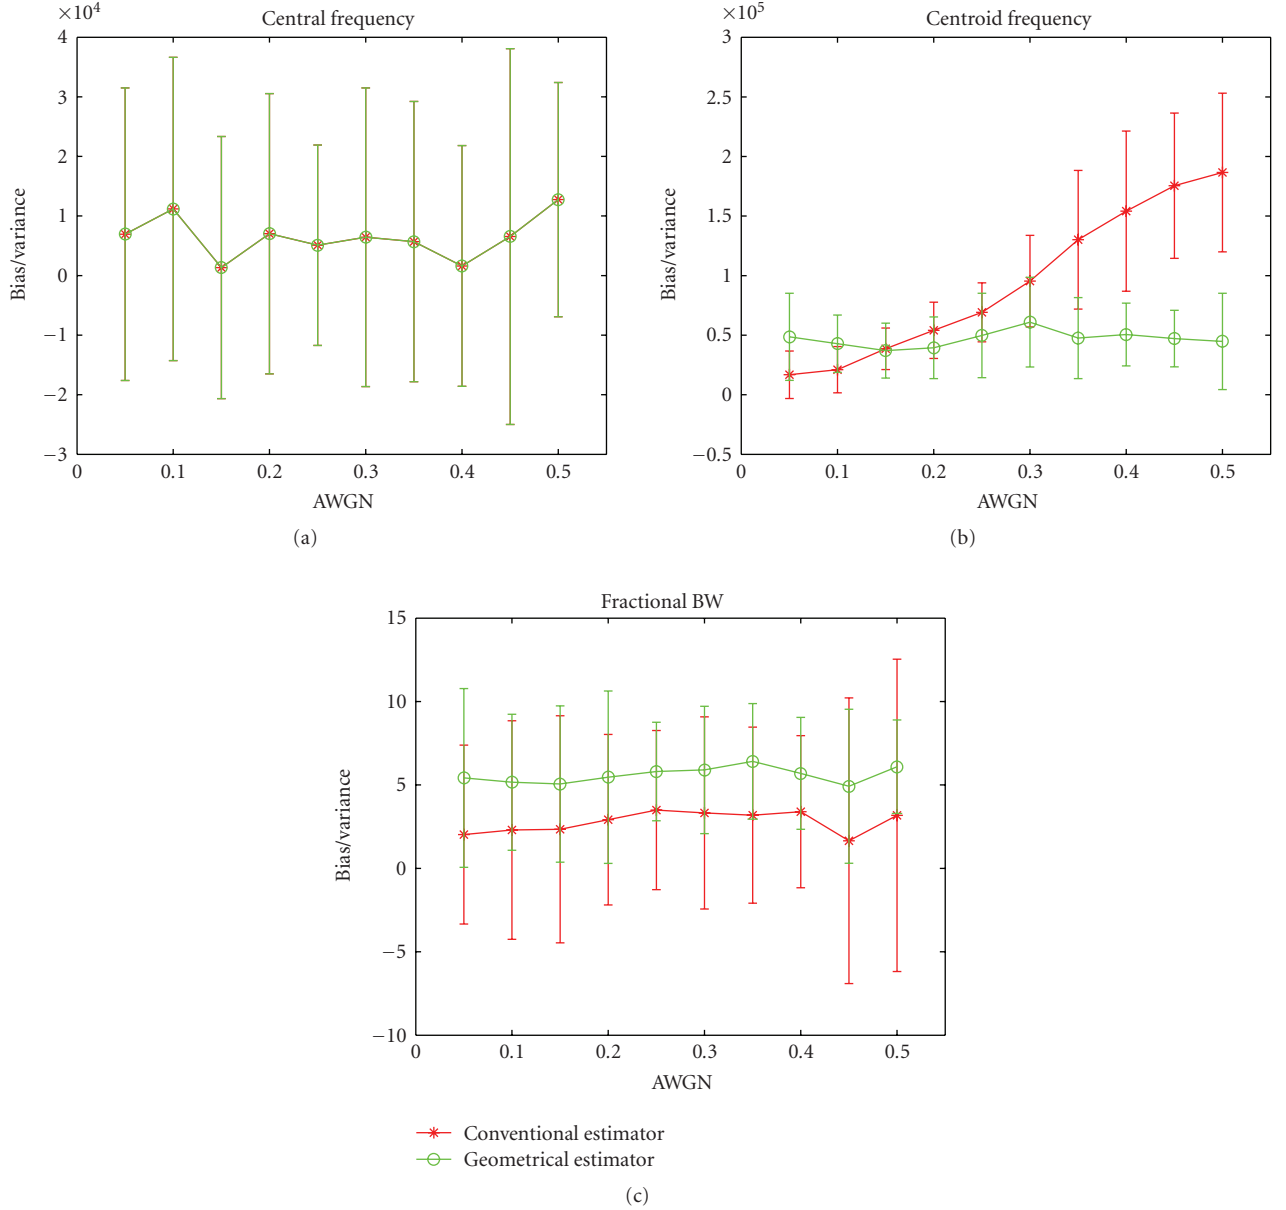 ×10⁴
Central frequency
4
3
2
1
0
−1
−2
−3
0 0.1 0.2 0.3 0.4 0.5
Bias/variance
AWGN
(a)
×10⁵
Centroid frequency
3
2.5
2
1.5
1
0.5
0
−0.5
0 0.1 0.2 0.3 0.4 0.5
Bias/variance
AWGN
(b)
Fractional BW
15
10
5
0
−5
−10
0 0.1 0.2 0.3 0.4 0.5
Bias/variance
AWGN
Conventional estimator
Geometrical estimator
(c)